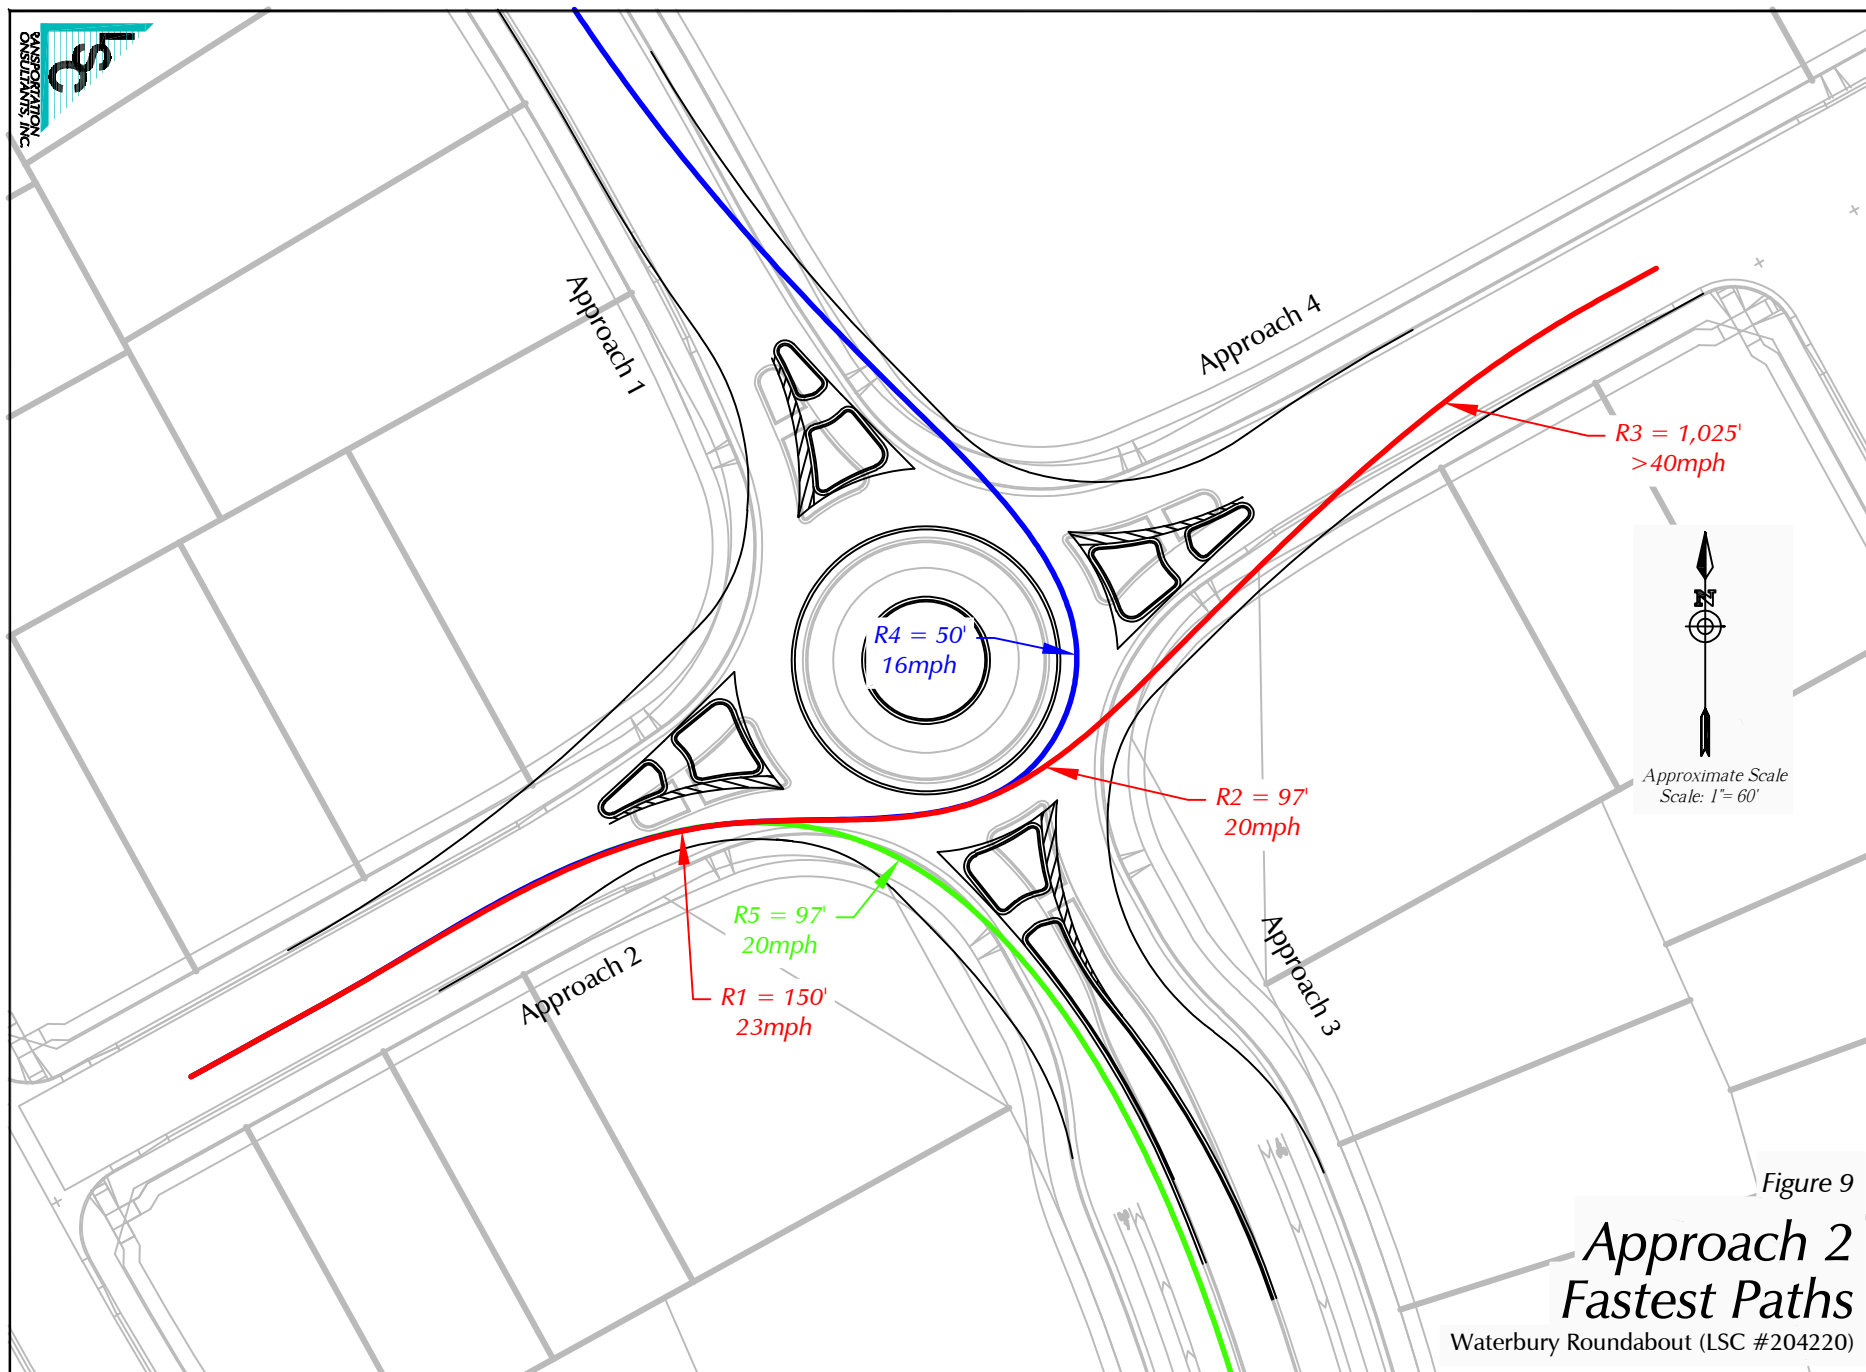 LSC
TRANSPORTATION
CONSULTANTS, INC.
Approach 1
Approach 4
R3 = 1,025'
>40mph
R4 = 50'
16mph
N
Approximate Scale
Scale: 1"= 60'
R2 = 97'
20mph
R5 = 97'
20mph
Approach 2
R1 = 150'
23mph
Approach 3
Figure 9
Approach 2
Fastest Paths
Waterbury Roundabout (LSC #204220)